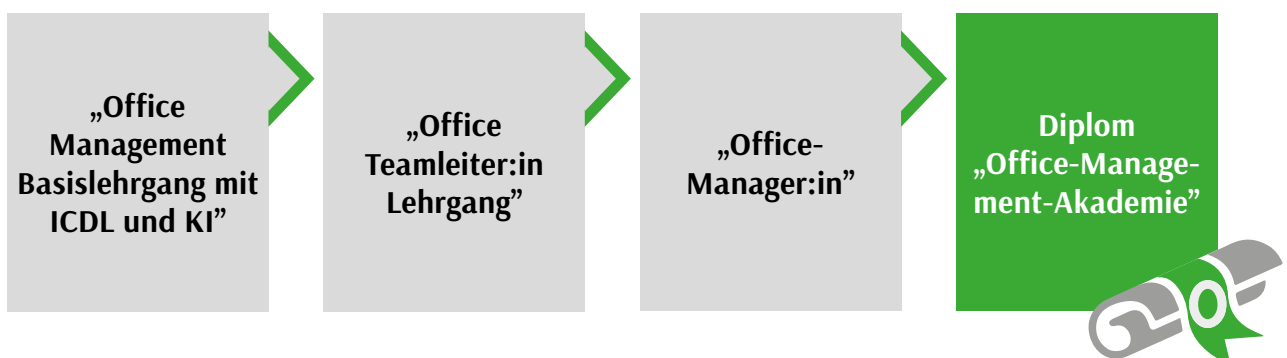 „Office
Management
Basislehrgang mit
ICDL und KI”
„Office
Teamleiter:in
Lehrgang”
„Office-
Manager:in”
Diplom
„Office-Manage-
ment-Akademie”